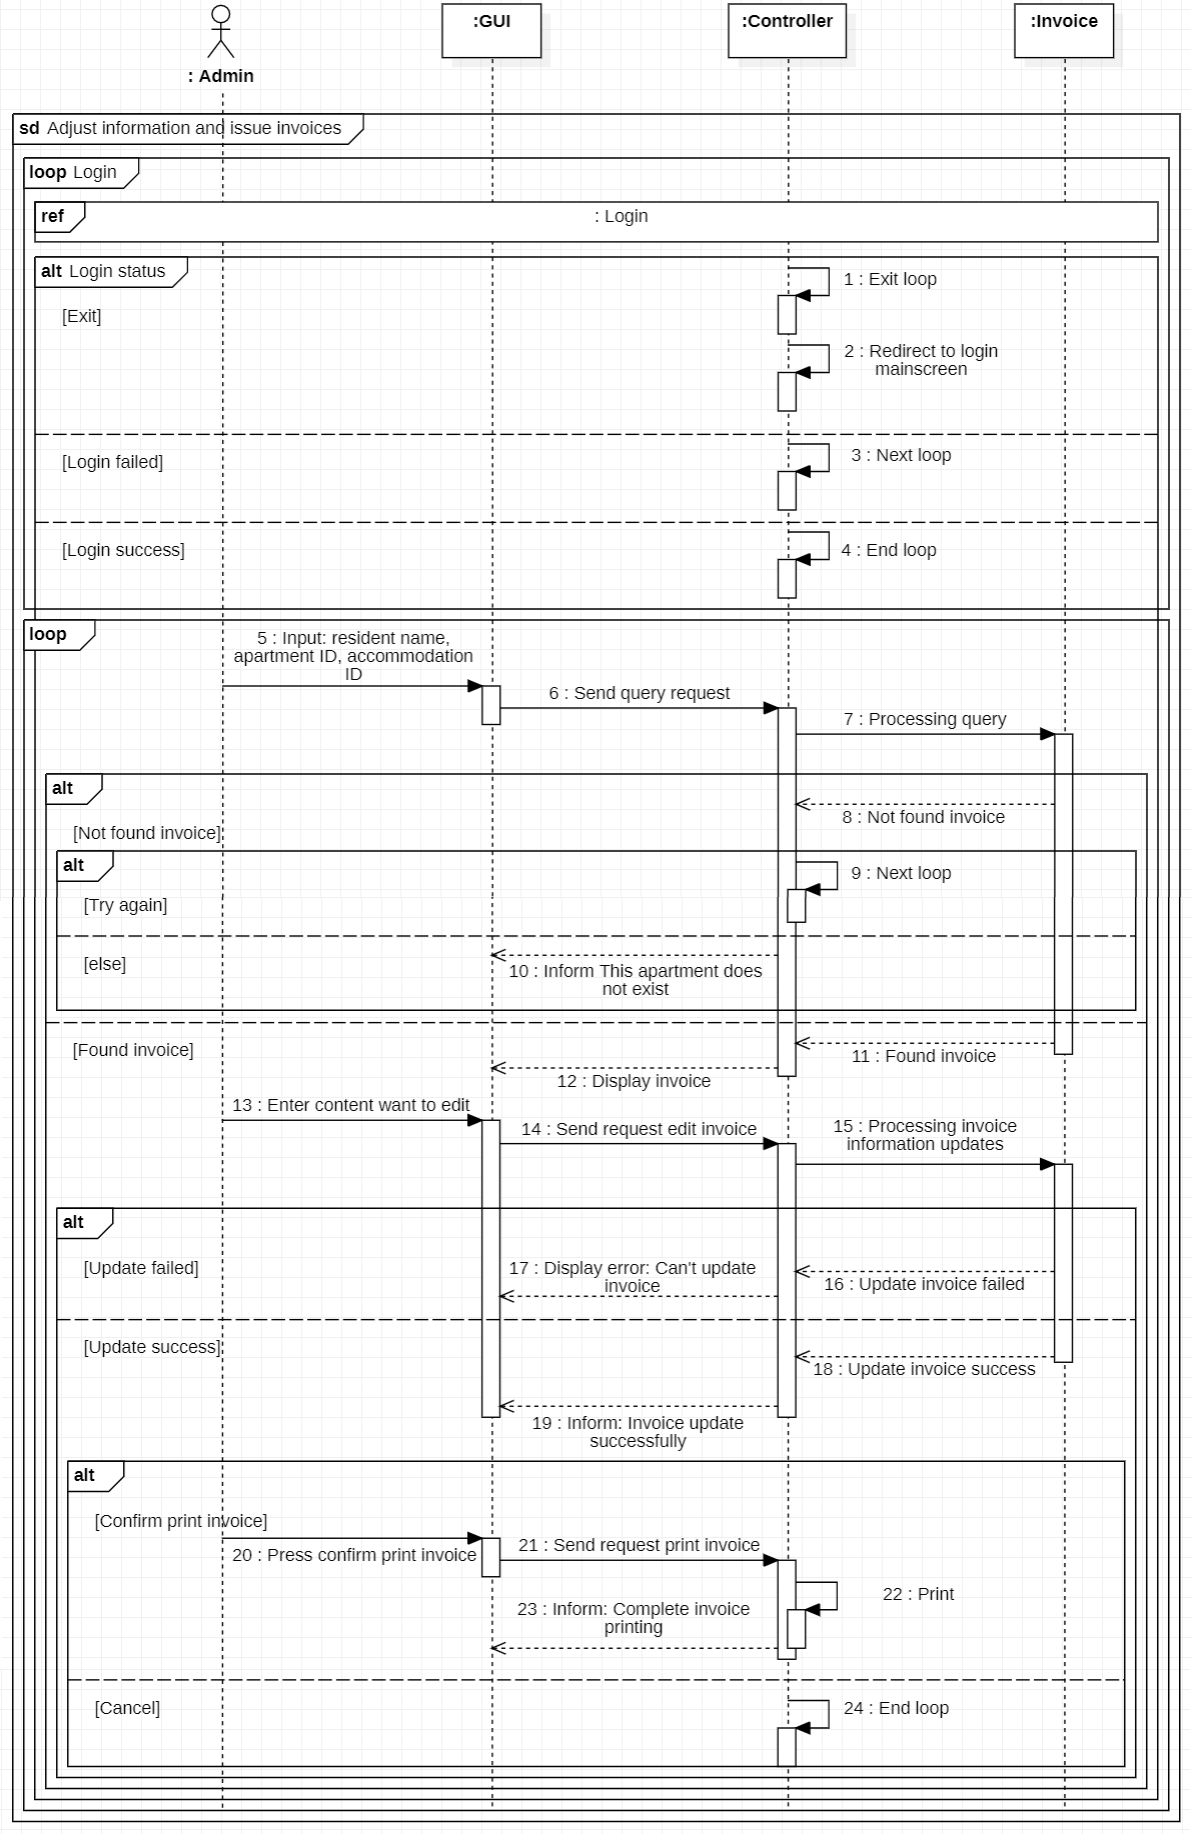 :GUI
:Controller
:Invoice
: Admin
sd Adjust information and issue invoices
loop Login
ref
: Login
alt Login status
1 : Exit loop
[Exit]
2 : Redirect to login
mainscreen
[Login failed]
3 : Next loop
[Login success]
4 : End loop
loop
5 : Input: resident name,
apartment ID, accommodation
ID
6 : Send query request
7 : Processing query
alt
8 : Not found invoice
[Not found invoice]
alt
9 : Next loop
[Try again]
[else]
10 : Inform This apartment does
not exist
[Found invoice]
11 : Found invoice
12 : Display invoice
13 : Enter content want to edit
14 : Send request edit invoice
15 : Processing invoice
information updates
alt
[Update failed]
17 : Display error: Can't update
invoice
16 : Update invoice failed
[Update success]
18 : Update invoice success
19 : Inform: Invoice update
successfully
alt
[Confirm print invoice]
20 : Press confirm print invoice
21 : Send request print invoice
22 : Print
23 : Inform: Complete invoice
printing
[Cancel]
24 : End loop